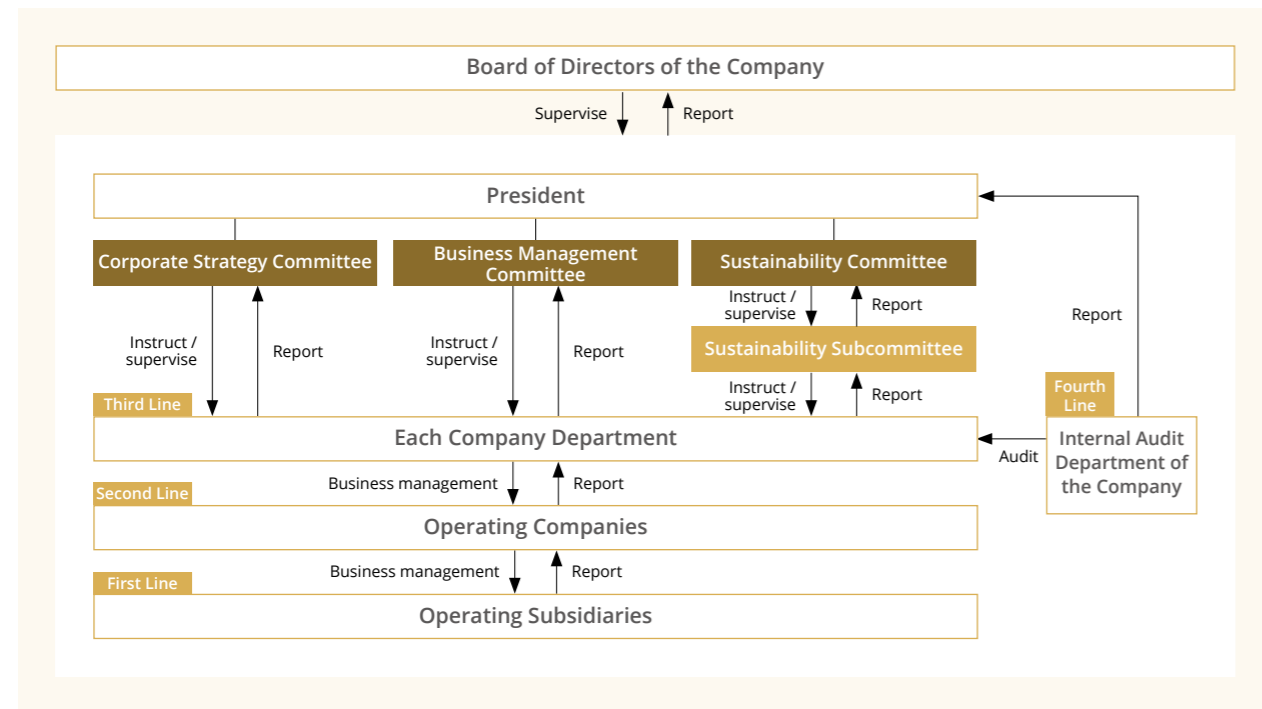 Board of Directors of the Company
Supervise
Report
President
Corporate Strategy Committee
Business Management
Committee
Sustainability Committee
Instruct /
supervise
Report
Sustainability Subcommittee
Instruct /
supervise
Report
Instruct /
supervise
Report
Instruct /
supervise
Report
Report
Third Line
Each Company Department
Fourth
Line
Internal Audit
Department of
the Company
Audit
Business management
Report
Second Line
Operating Companies
Business management
Report
First Line
Operating Subsidiaries